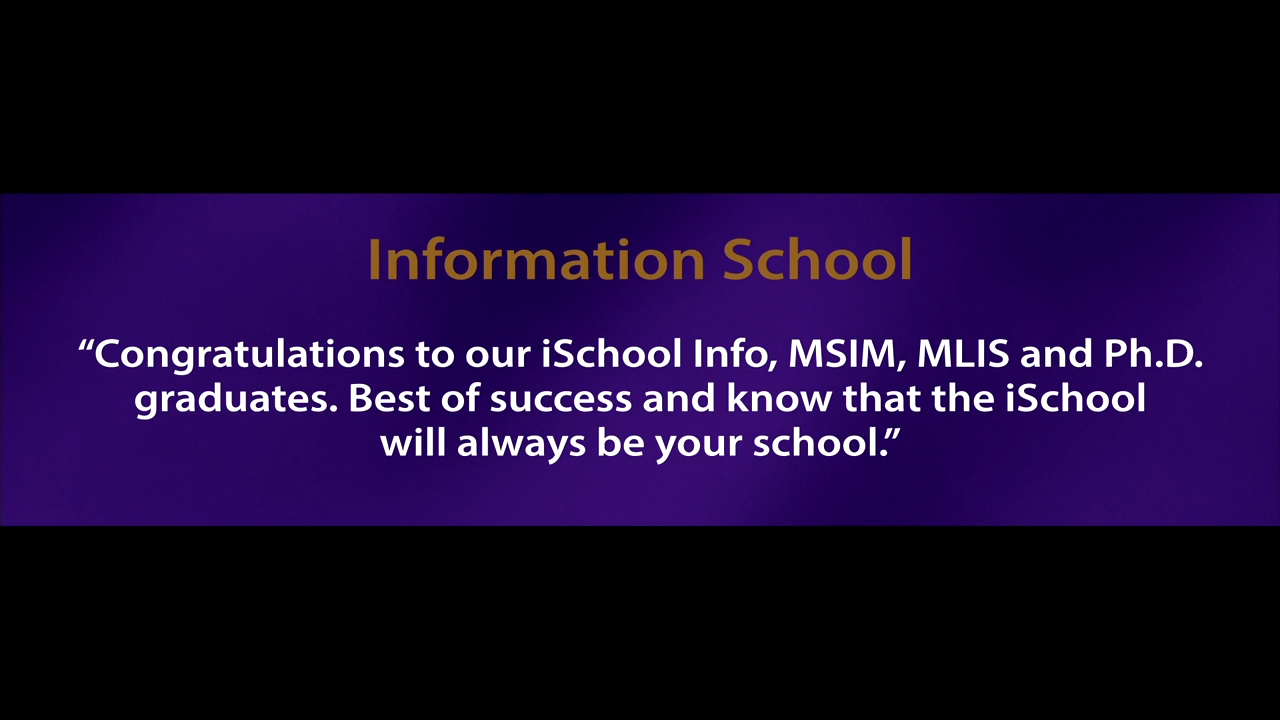 Information School
“Congratulations to our iSchool Info, MSIM, MLIS and Ph.D.
graduates. Best of success and know that the iSchool
will always be your school.”